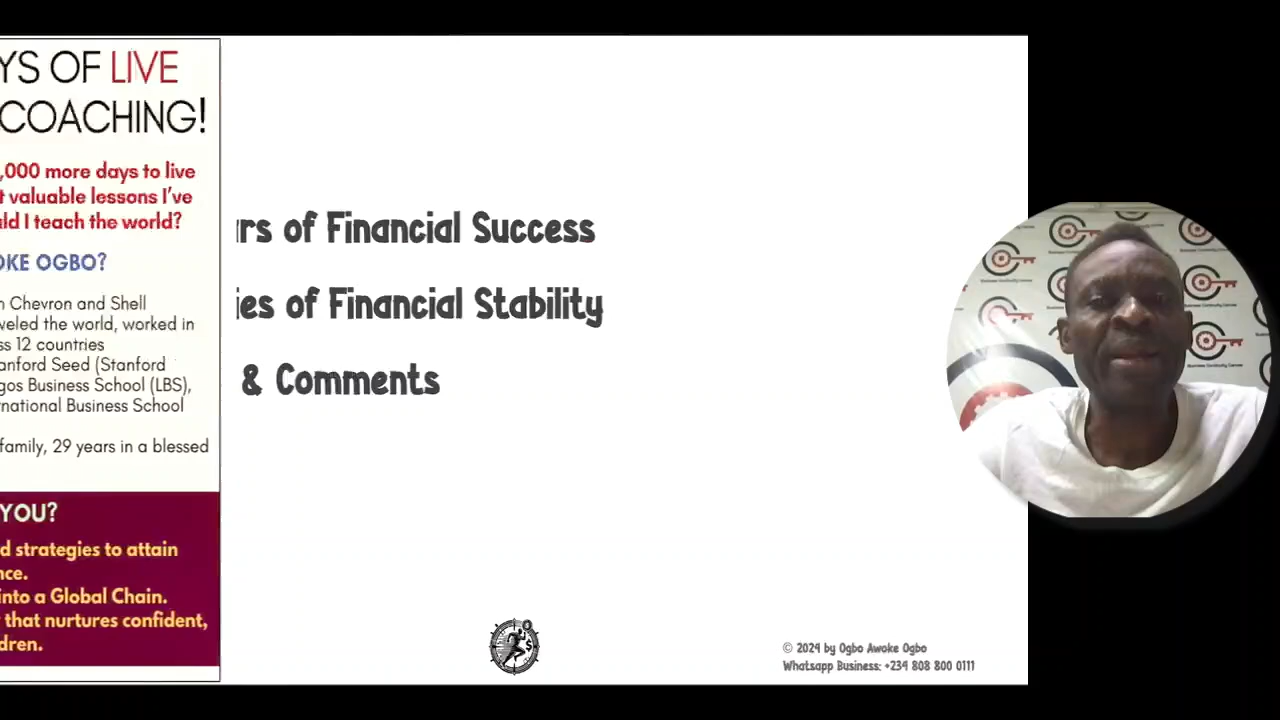 YS OF LIVE
COACHING!
,000 more days to live
t valuable lessons I've
ld I teach the world?
OKE OGBO?
n Chevron and Shell
veled the world, worked in
ss 12 countries
anford Seed (Stanford
gos Business School (LBS),
rnational Business School
family, 29 years in a blessed
YOU?
d strategies to attain
nce.
into a Global Chain.
that nurtures confident,
dren.
rs of Financial Success
ies of Financial Stability
& Comments
© 2024 by Ogbo Awoke Ogbo
Whatsapp Business: +234 808 800 0111